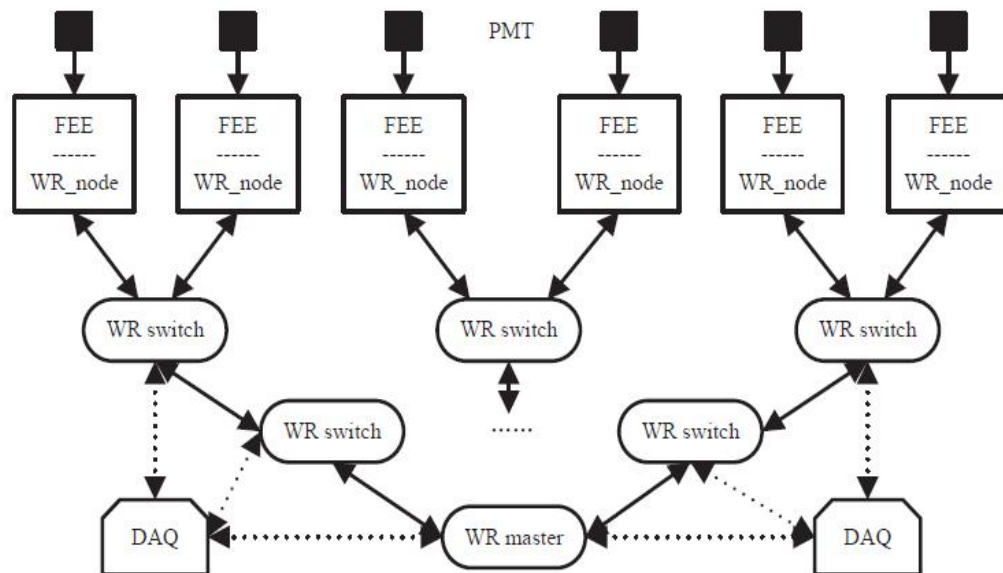 PMT
FEE
------
WR_node
FEE
------
WR_node
FEE
------
WR_node
FEE
------
WR_node
FEE
------
WR_node
FEE
------
WR_node
WR switch
WR switch
WR switch
WR switch
......
WR switch
DAQ
WR master
DAQ